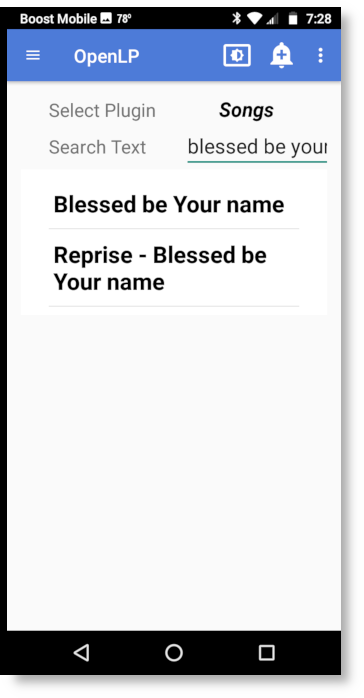 Boost Mobile 78° 7:28
OpenLP
Select Plugin Songs
Search Text blessed be your
Blessed be Your name
Reprise - Blessed be
Your name